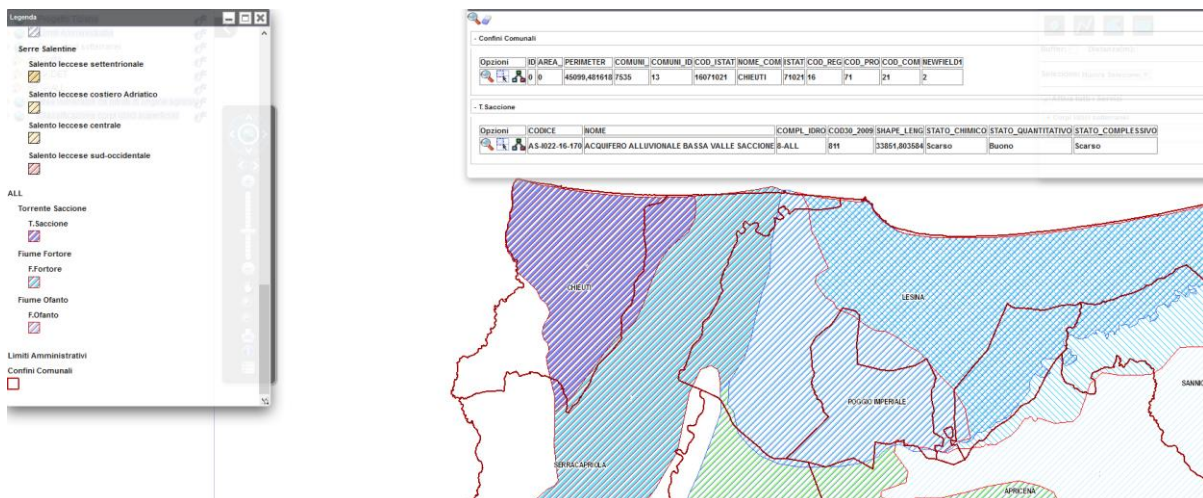 Legenda
Serre Salentine
Salento leccese settentrionale
Salento leccese costiero Adriatico
Salento leccese centrale
Salento leccese sud-occidentale
ALL
Torrente Saccione
T.Saccione
Fiume Fortore
F.Fortore
Fiume Ofanto
F.Ofanto
Limiti Amministrativi
Confini Comunali
- Confini Comunali
Opzioni ID AREA_ PERIMETER COMUNI_ COMUNI_ID COD_ISTAT NOME_COM ISTAT COD_REG COD_PRO COD_COM NEWFIELD1
0 0 45099,481618 7535 13 16071021 CHIEUTI 71021 16 71 21 2
- T.Saccione
Opzioni CODICE NOME COMPL_IDRO COD30_2009 SHAPE_LENG STATO_CHIMICO STATO_QUANTITATIVO STATO_COMPLESSIVO
AS-I022-16-170 ACQUIFERO ALLUVIONALE BASSA VALLE SACCIONE 8-ALL 811 33851,803584 Scarso Buono Scarso
CHIEUTI
LESINA
SANNIC
POGGIO IMPERIALE
SERRACAPRIOLA
APRICENA